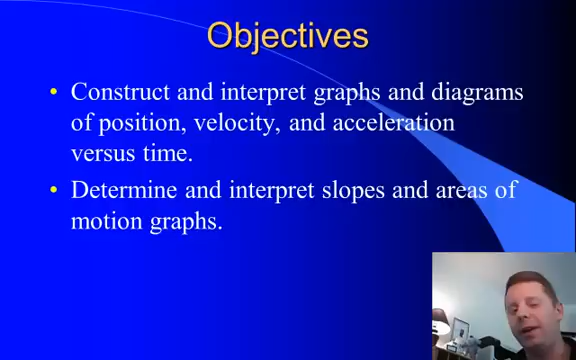 Objectives
• Construct and interpret graphs and diagrams
of position, velocity, and acceleration
versus time.
• Determine and interpret slopes and areas of
motion graphs.